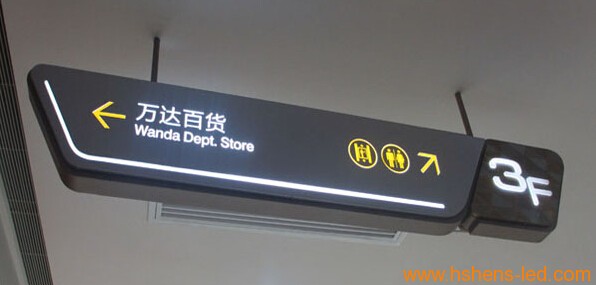 万达百货
Wanda Dept. Store
3F
www.hshens-led.com